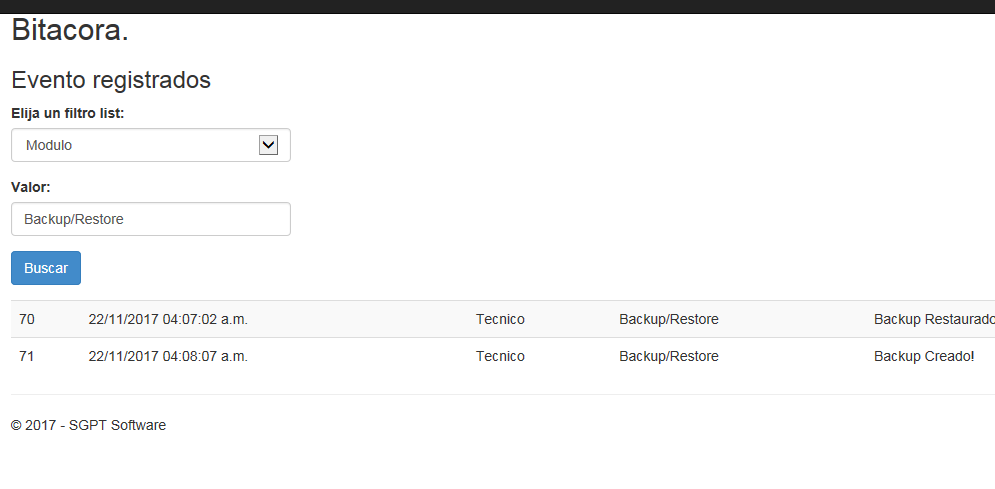 Bitacora.
Evento registrados
Elija un filtro list:
Modulo
Valor:
Backup/Restore
Buscar
70 22/11/2017 04:07:02 a.m. Tecnico Backup/Restore Backup Restaurado
71 22/11/2017 04:08:07 a.m. Tecnico Backup/Restore Backup Creado!
© 2017 - SGPT Software